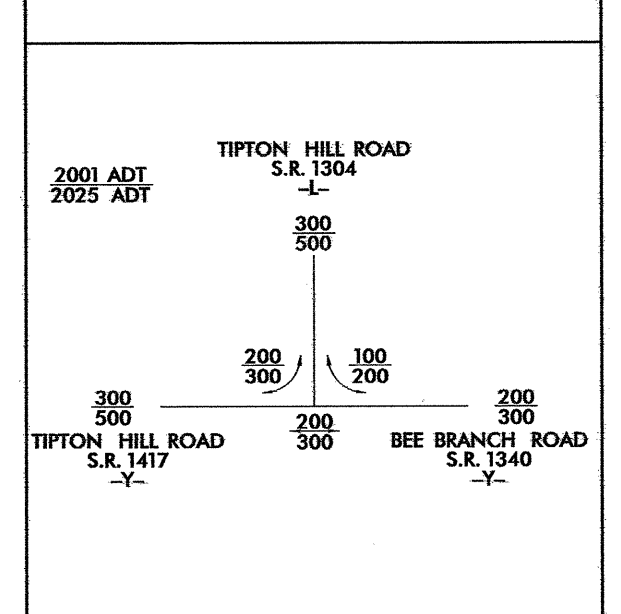 TIPTON HILL ROAD
S.R. 1304
-L-
2001 ADT
2025 ADT
300
500
200
300
100
200
300
500
200
300
200
300
TIPTON HILL ROAD
S.R. 1417
-Y-
BEE BRANCH ROAD
S.R. 1340
-Y-